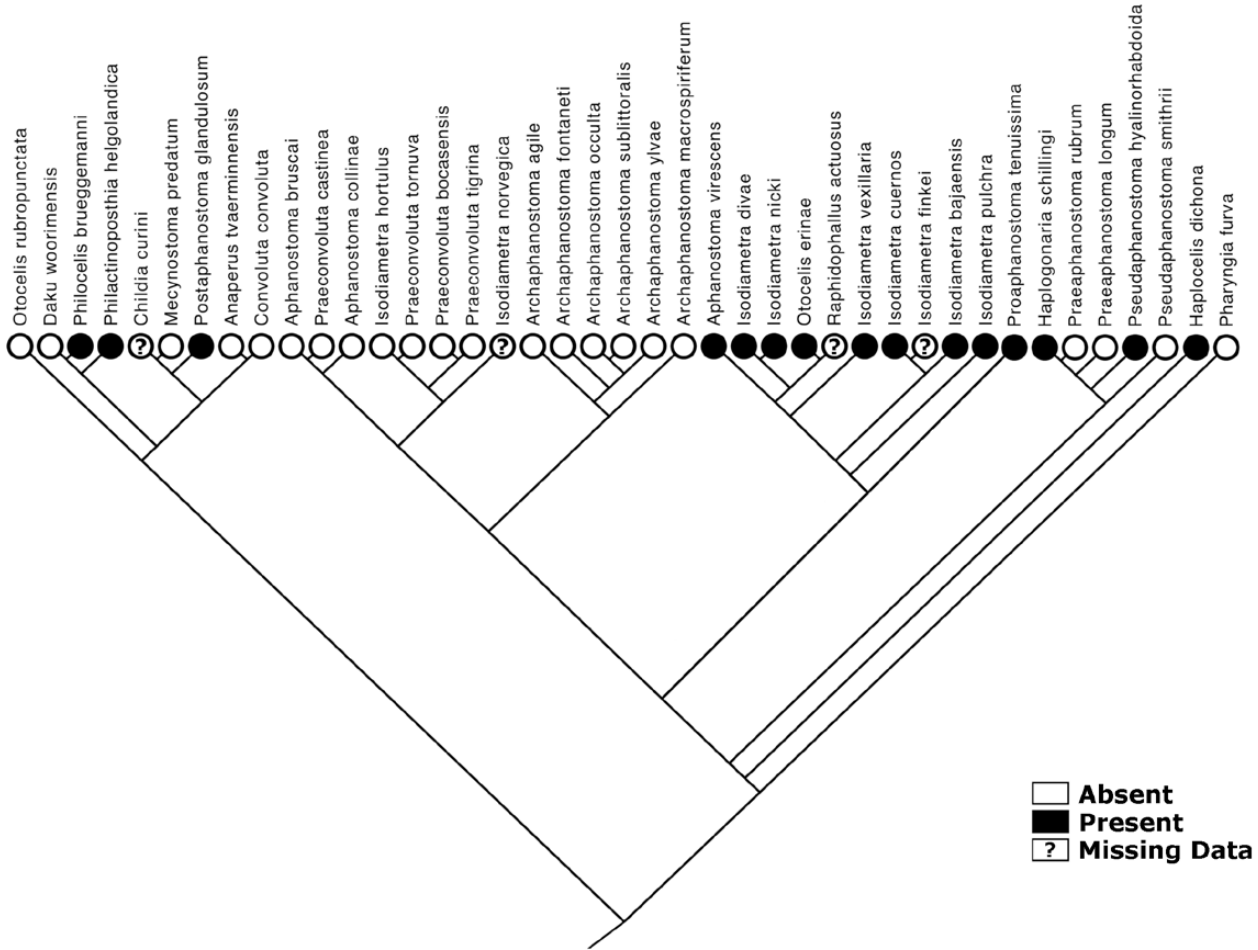 Otocelis rubropunctata
Daku woorimensis
Philocelis brueggemanni
Philactinoposthia helgolandica
Childia curini
Mecynostoma predatum
Postaphanostoma glandulosum
Anaperus tvaerminnensis
Convoluta convoluta
Aphanostoma bruscai
Praeconvoluta castinea
Aphanostoma collinae
Isodiametra hortulus
Praeconvoluta tornuva
Praeconvoluta bocasensis
Praeconvoluta tigrina
Isodiametra norvegica
Archaphanostoma agile
Archaphanostoma fontaneti
Archaphanostoma occulta
Archaphanostoma sublittoralis
Archaphanostoma ylvae
Archaphanostoma macrospiriferum
Aphanostoma virescens
Isodiametra divae
Isodiametra nicki
Otocelis erinae
Raphidophallus actuosus
Isodiametra vexillaria
Isodiametra cuernos
Isodiametra finkei
Isodiametra bajaensis
Isodiametra pulchra
Proaphanostoma tenuissima
Haplogonaria schillingi
Praeaphanostoma rubrum
Praeaphanostoma longum
Pseudaphanostoma hyalinorhabdoida
Pseudaphanostoma smithrii
Haplocelis dichona
Pharyngia furva
?
?
?
?
Absent
Present
? Missing Data